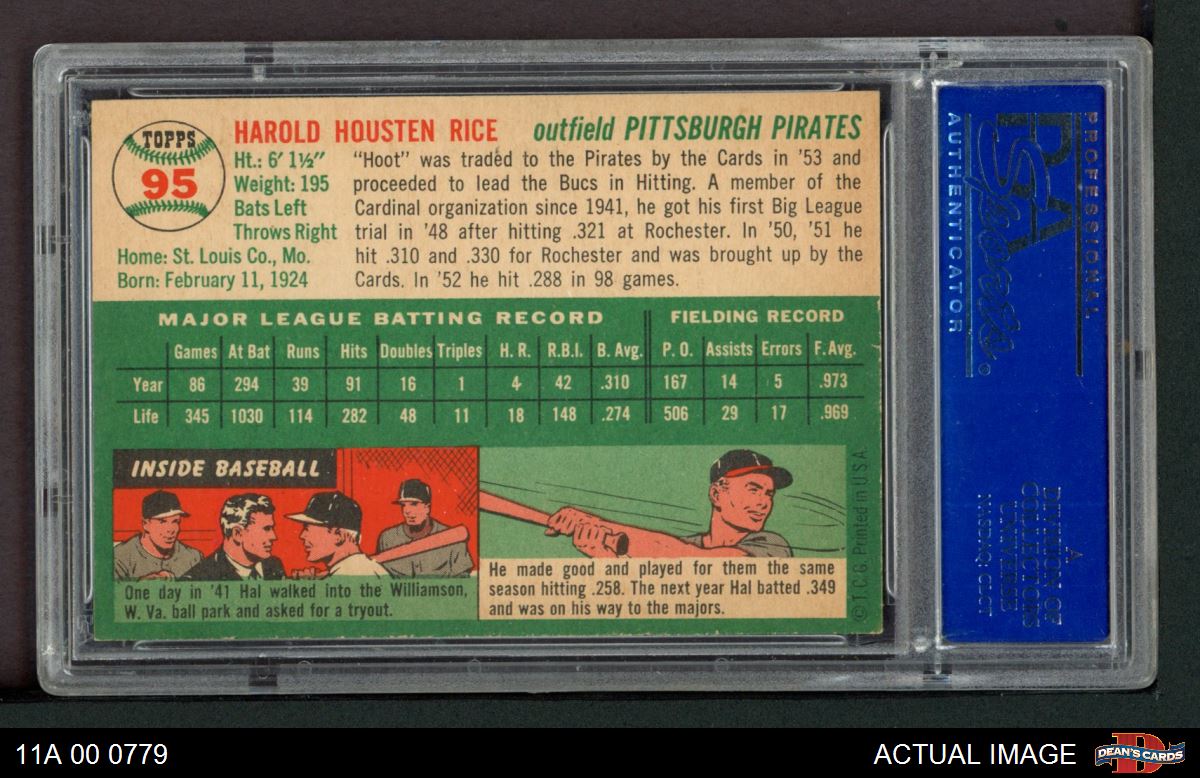 TOPPS
95
HAROLD HOUSTEN RICE outfield PITTSBURGH PIRATES
Ht.: 6' 1½"
Weight: 195
Bats Left
Throws Right
Home: St. Louis Co., Mo.
Born: February 11, 1924
"Hoot" was traded to the Pirates by the Cards in '53 and
proceeded to lead the Bucs in Hitting. A member of the
Cardinal organization since 1941, he got his first Big League
trial in '48 after hitting .321 at Rochester. In '50, '51 he
hit .310 and .330 for Rochester and was brought up by the
Cards. In '52 he hit .288 in 98 games.
MAJOR LEAGUE BATTING RECORD FIELDING RECORD
Games At Bat Runs Hits Doubles Triples H. R. R.B.I. B. Avg. P. O. Assists Errors F. Avg.
Year 86 294 39 91 16 1 4 42 .310 167 14 5 .973
Life 345 1030 114 282 48 11 18 148 .274 506 29 17 .969
INSIDE BASEBALL
One day in '41 Hal walked into the Williamson,
W. Va. ball park and asked for a tryout.
He made good and played for them the same
season hitting .258. The next year Hal batted .349
and was on his way to the majors.
© T.C.G. Printed in U.S.A.
PROFESSIONAL
PSA
Sports
AUTHENTICATOR
A
DIVISION OF
COLLECTORS
UNIVERSE
NASDAQ: CLCT
11A 00 0779
ACTUAL IMAGE
D
DEAN'S CARDS